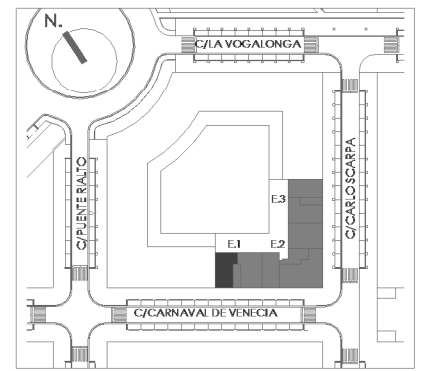 N.
C/LA VOGALONGA
C/PUENTE RIALTO
C/CARLO SCARPA
E.3
E.1
E.2
C/CARNAVAL DE VENECIA